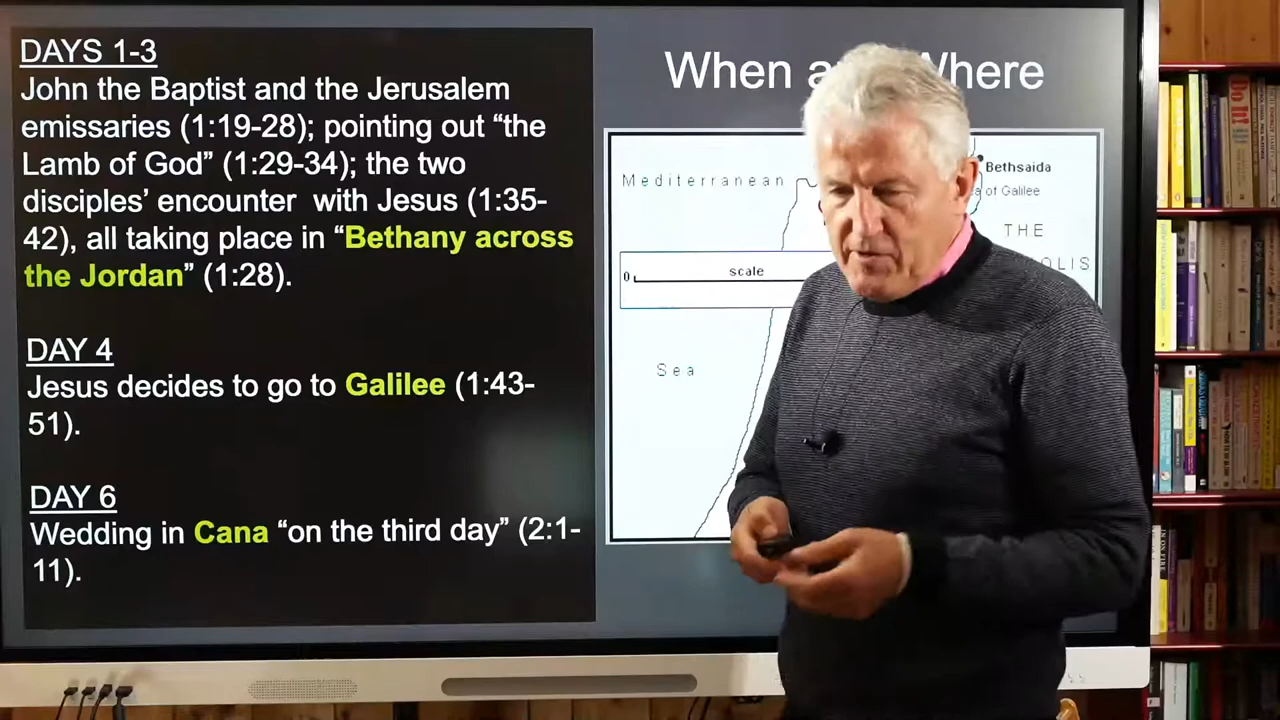 DAYS 1-3
John the Baptist and the Jerusalem
emissaries (1:19-28); pointing out “the
Lamb of God” (1:29-34); the two
disciples’ encounter with Jesus (1:35-
42), all taking place in “Bethany across
the Jordan” (1:28).
DAY 4
Jesus decides to go to Galilee (1:43-
51).
DAY 6
Wedding in Cana “on the third day” (2:1-
11).
When a Where
Mediterranean
Bethsaida
a of Galilee
THE
OLIS
0 scale
Sea
Do It!